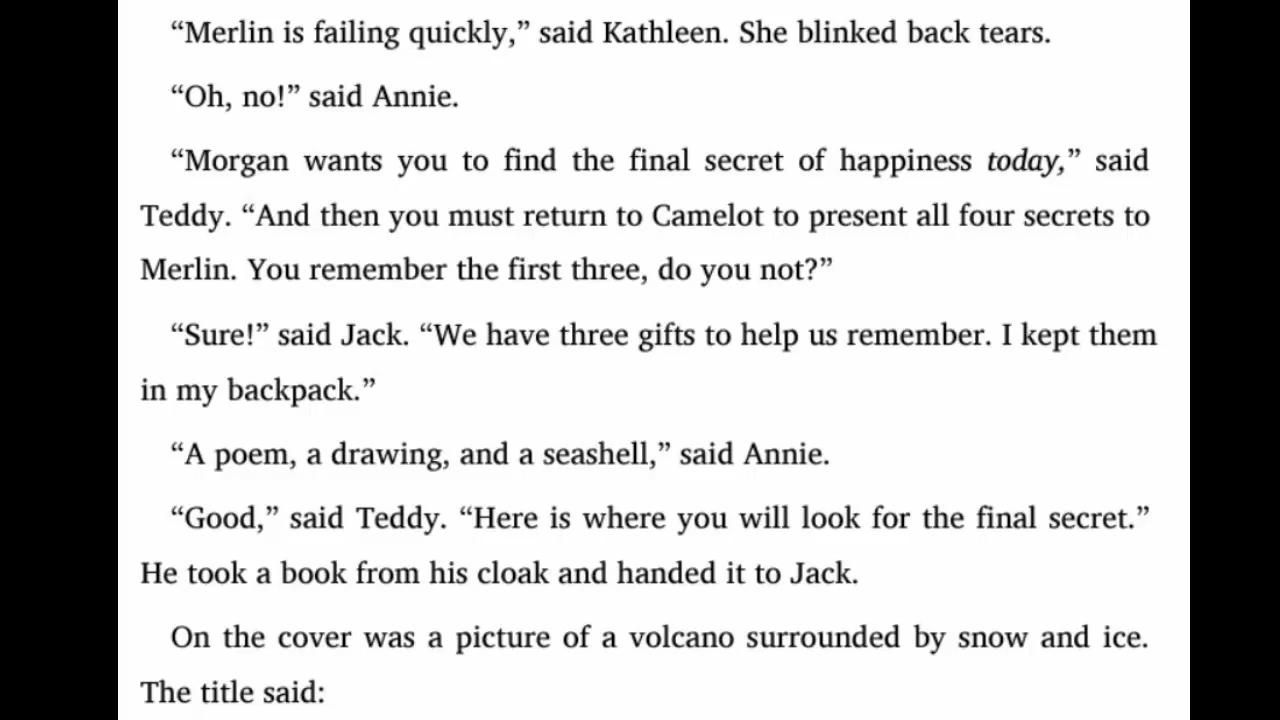 “Merlin is failing quickly,” said Kathleen. She blinked back tears.
“Oh, no!” said Annie.
“Morgan wants you to find the final secret of happiness today,” said
Teddy. “And then you must return to Camelot to present all four secrets to
Merlin. You remember the first three, do you not?”
“Sure!” said Jack. “We have three gifts to help us remember. I kept them
in my backpack.”
“A poem, a drawing, and a seashell,” said Annie.
“Good,” said Teddy. “Here is where you will look for the final secret.”
He took a book from his cloak and handed it to Jack.
On the cover was a picture of a volcano surrounded by snow and ice.
The title said: